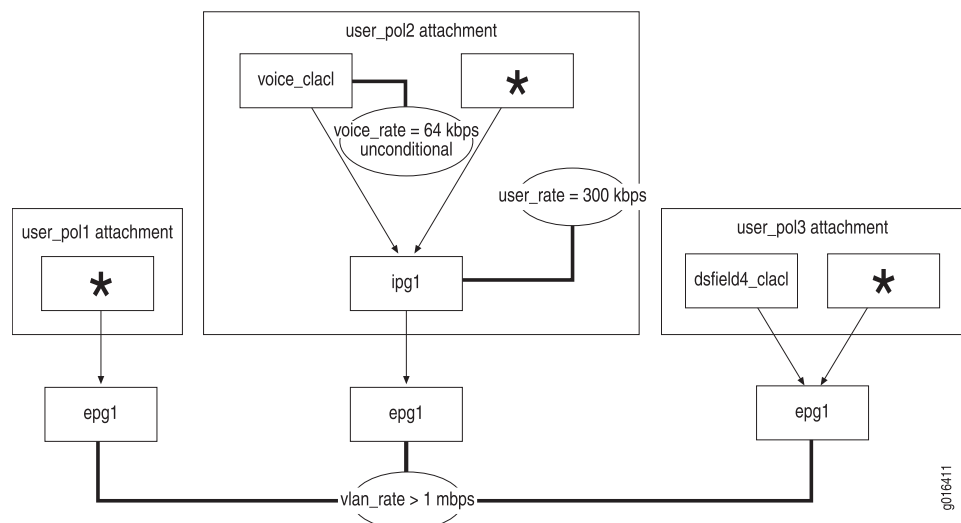 user_pol2 attachment
voice_clacl
*
voice_rate = 64 kbps
unconditional
user_rate = 300 kbps
user_pol1 attachment
*
ipg1
user_pol3 attachment
dsfield4_clacl
*
epg1
epg1
epg1
vlan_rate > 1 mbps
g016411